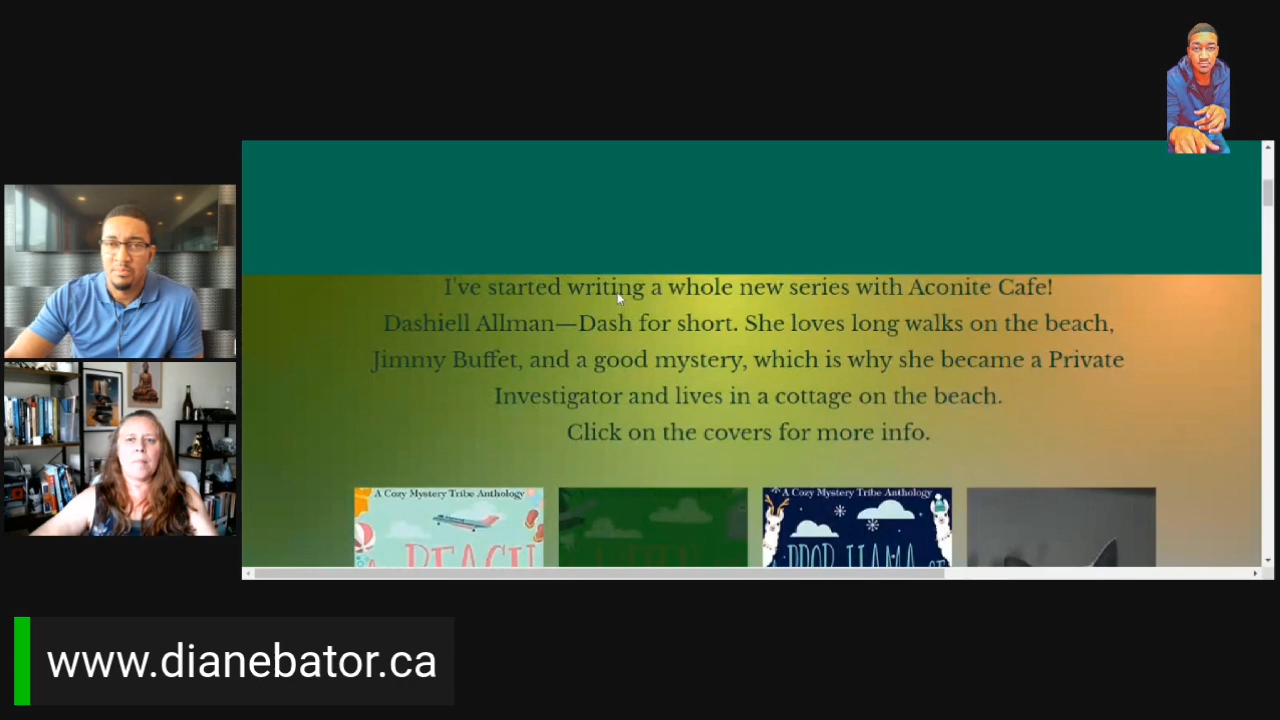 I've started writing a whole new series with Aconite Cafe!
Dashiell Allman—Dash for short. She loves long walks on the beach,
Jimmy Buffet, and a good mystery, which is why she became a Private
Investigator and lives in a cottage on the beach.
Click on the covers for more info.
A Cozy Mystery Tribe Anthology
BEACH
A Cozy Mystery Tribe Anthology
PROB-LLAMA
www.dianebator.ca